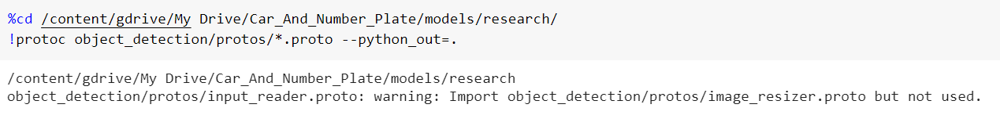 %cd /content/gdrive/My Drive/Car_And_Number_Plate/models/research/
!protoc object_detection/protos/*.proto --python_out=.
/content/gdrive/My Drive/Car_And_Number_Plate/models/research
object_detection/protos/input_reader.proto: warning: Import object_detection/protos/image_resizer.proto but not used.